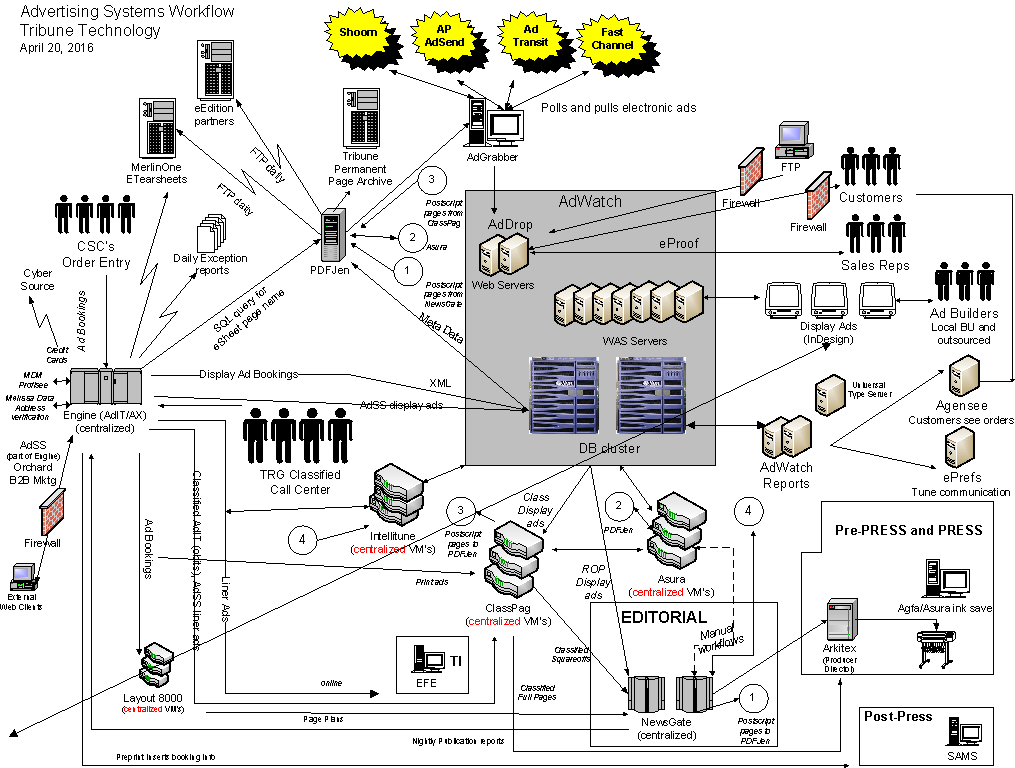 Advertising Systems Workflow
Tribune Technology
April 20, 2016
Shoom
AP
AdSend
Ad
Transit
Fast
Channel
Polls and pulls electronic ads
AdGrabber
eEdition
partners
MerlinOne
ETearsheets
Tribune
Permanent
Page Archive
FTP daily
FTP daily
3
Postscript
pages from
ClassPag
2
Asura
1
Postscript
pages from
NewsGate
PDFJen
CSC's
Order Entry
Daily Exception
reports
Cyber
Source
Ad Bookings
Credit
Cards
SQL query for
eSheet page name
Meta Data
AdWatch
AdDrop
Web Servers
eProof
WAS Servers
DB cluster
FTP
Firewall
Firewall
Customers
Sales Reps
Display Ads
(InDesign)
Ad Builders
Local BU and
outsourced
Universal
Type Server
Agensee
Customers see orders
AdWatch
Reports
ePrefs
Tune communication
MDM
Profisee
Melissa Data
Address
verification
Engine (AdIT/AX)
(centralized)
Display Ad Bookings
XML
AdSS display ads
AdSS
(part of Engine)
Orchard
B2B Mktg
TRG Classified
Call Center
Firewall
External
Web Clients
Ad Bookings
Classified AdIT (obits), AdSS liner ads
Liner Ads
4
Intellitune
(centralized VM's)
3
Postscript
pages to
PDFJen
Class
Display
ads
2
PDFJen
4
Print ads
ClassPag
(centralized VM's)
ROP
Display
ads
Asura
(centralized VM's)
Pre-PRESS and PRESS
Agfa/Asura ink save
Arkitex
(Producer
Director)
EDITORIAL
Manual
workflows
Classified
Squareoffs
TI
EFE
online
Classified
Full Pages
Layout 8000
(centralized VM's)
Page Plans
NewsGate
(centralized)
1
Postscript
pages to
PDFJen
Nightly Publication reports
Preprint Inserts booking info
Post-Press
SAMS